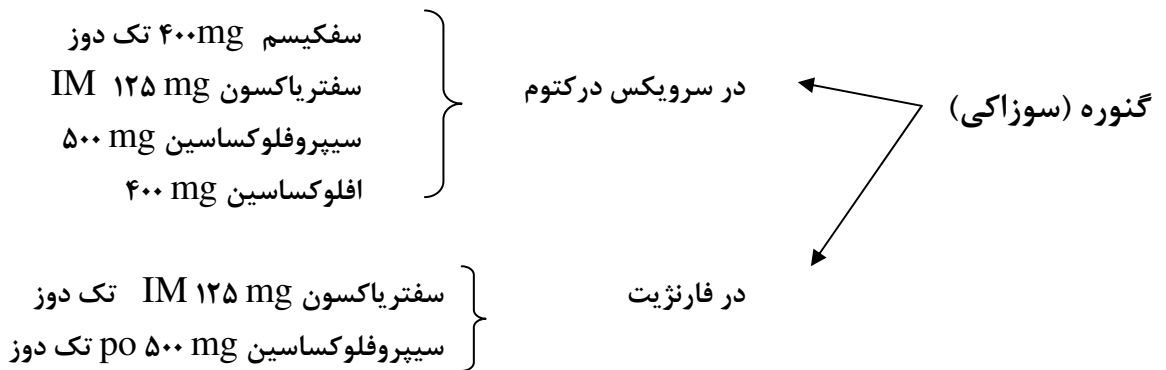 گنوره (سوزاکی)
در سرویکس درکتوم
سفکیسم ۴۰۰mg تک دوز
سفتریاکسون ۱۲۵ mg IM
سیپروفلوکساسین ۵۰۰ mg
افلوکساسین ۴۰۰ mg
در فارنژیت
سفتریاکسون ۱۲۵ mg IM تک دوز
سیپروفلوکساسین ۵۰۰ mg po تک دوز